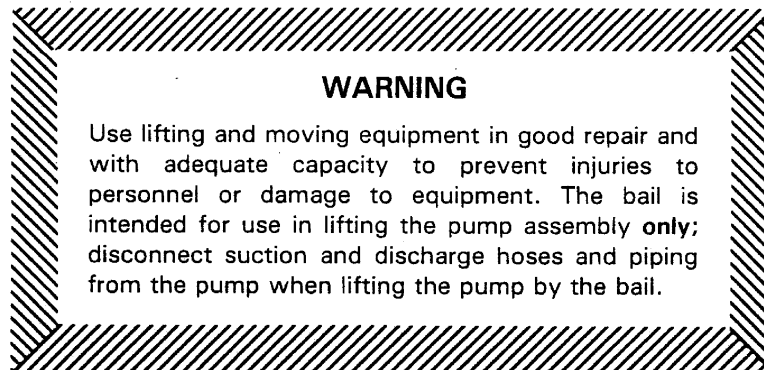 WARNING
Use lifting and moving equipment in good repair and
with adequate capacity to prevent injuries to
personnel or damage to equipment. The bail is
intended for use in lifting the pump assembly only;
disconnect suction and discharge hoses and piping
from the pump when lifting the pump by the bail.